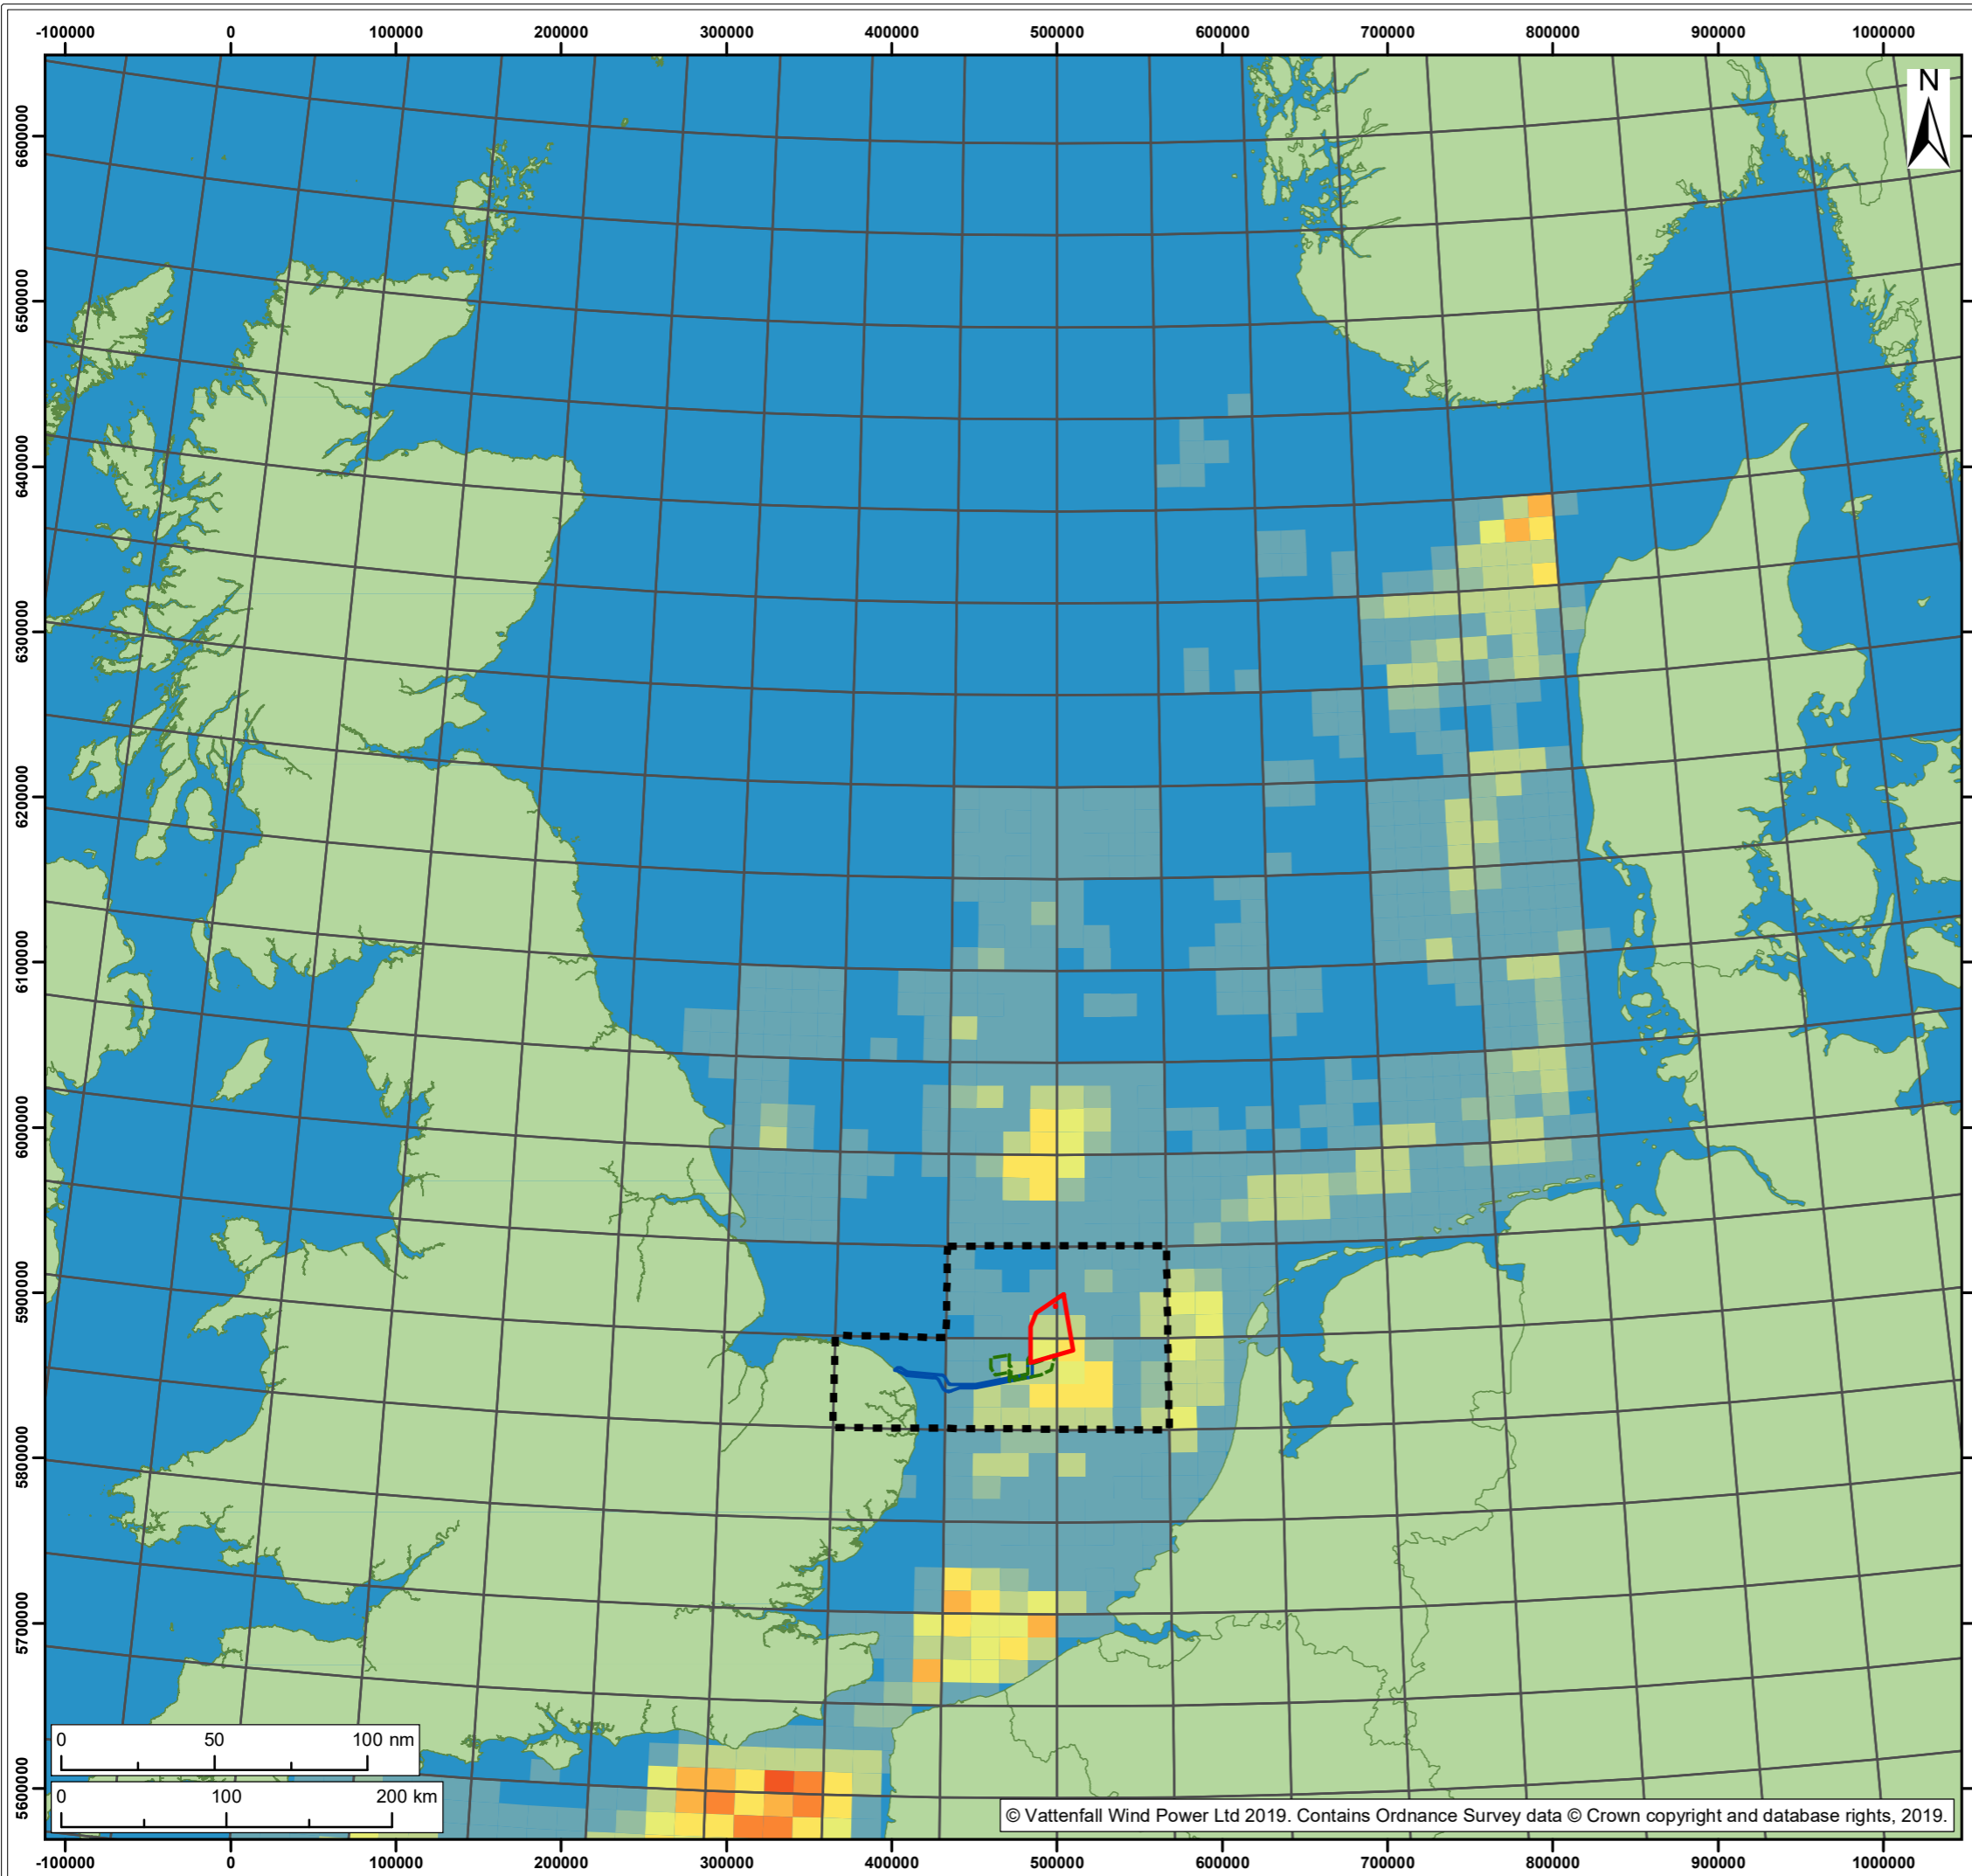 -100000 0 100000 200000 300000 400000 500000 600000 700000 800000 900000 1000000
N
6600000
6500000
6400000
6300000
6200000
6100000
6000000
5900000
5800000
5700000
5600000
0 50 100 nm
0 100 200 km
© Vattenfall Wind Power Ltd 2019. Contains Ordnance Survey data © Crown copyright and database rights, 2019.
-100000 0 100000 200000 300000 400000 500000 600000 700000 800000 900000 1000000